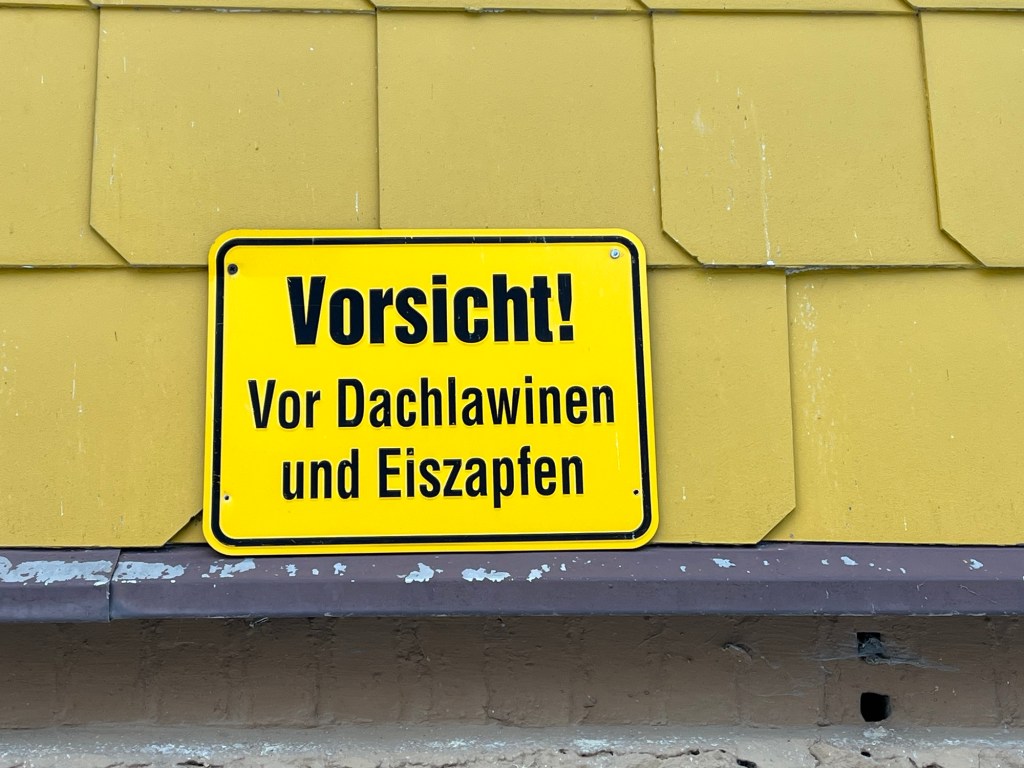 Vorsicht!
Vor Dachlawinen
und Eiszapfen